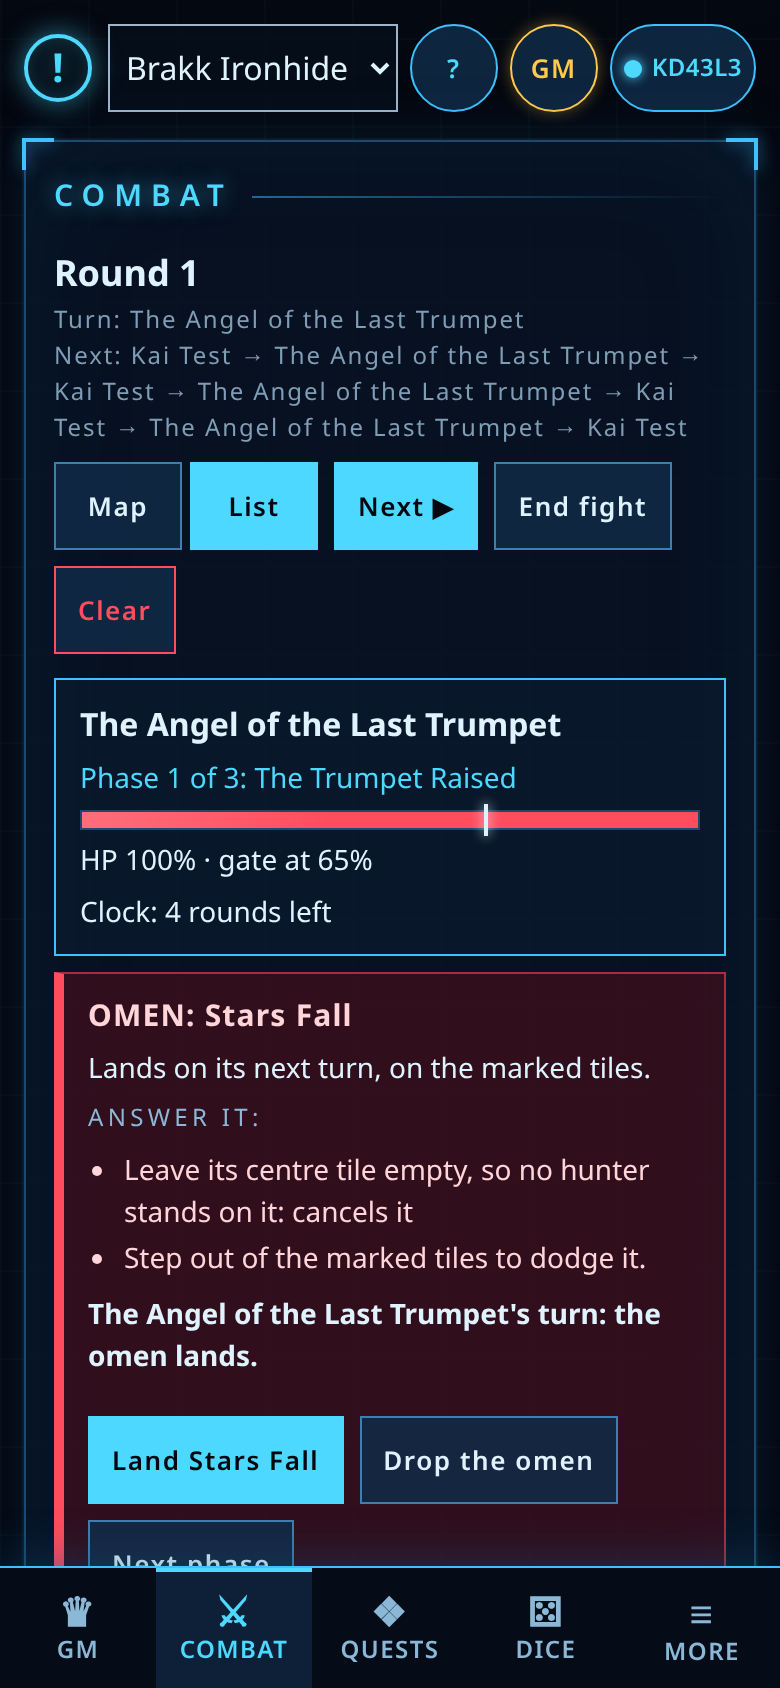 !
Brakk Ironhide
?
GM
KD43L3
COMBAT
Round 1
Turn: The Angel of the Last Trumpet
Next: Kai Test → The Angel of the Last Trumpet →
Kai Test → The Angel of the Last Trumpet → Kai
Test → The Angel of the Last Trumpet → Kai Test
Map
List
Next ▶
End fight
Clear
The Angel of the Last Trumpet
Phase 1 of 3: The Trumpet Raised
HP 100% · gate at 65%
Clock: 4 rounds left
OMEN: Stars Fall
Lands on its next turn, on the marked tiles.
ANSWER IT:
• Leave its centre tile empty, so no hunter
stands on it: cancels it
• Step out of the marked tiles to dodge it.
The Angel of the Last Trumpet's turn: the
omen lands.
Land Stars Fall
Drop the omen
Next phase
GM
COMBAT
QUESTS
DICE
MORE